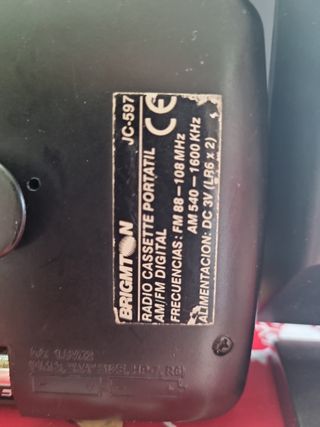 BRIGMTON JC-597
RADIO CASSETTE PORTATIL CE
AM/FM DIGITAL
FRECUENCIAS: FM 88-108 MHz
AM 540-1600 KHz
ALIMENTACION: DC 3V (LR6 x 2)